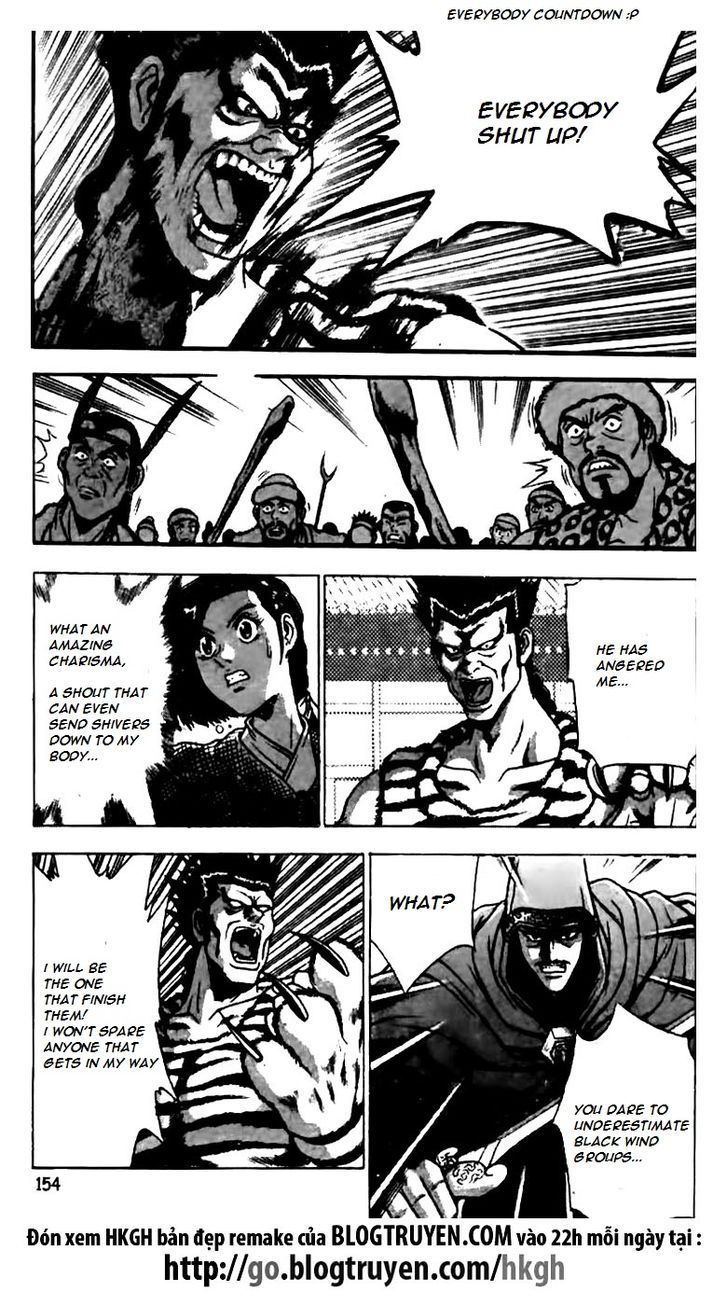 EVERYBODY COUNTDOWN :P
EVERYBODY
SHUT UP!
WHAT AN
AMAZING
CHARISMA,
A SHOUT THAT
CAN EVEN
SEND SHIVERS
DOWN TO MY
BODY...
HE HAS
ANGERED
ME...
I WILL BE
THE ONE
THAT FINISH
THEM!
I WON'T SPARE
ANYONE THAT
GETS IN MY WAY
WHAT?
YOU DARE TO
UNDERESTIMATE
BLACK WIND
GROUPS...
154
Đón xem HKGH bản đẹp remake của BLOGTRUYEN.COM vào 22h mỗi ngày tại :
http://go.blogtruyen.com/hkgh